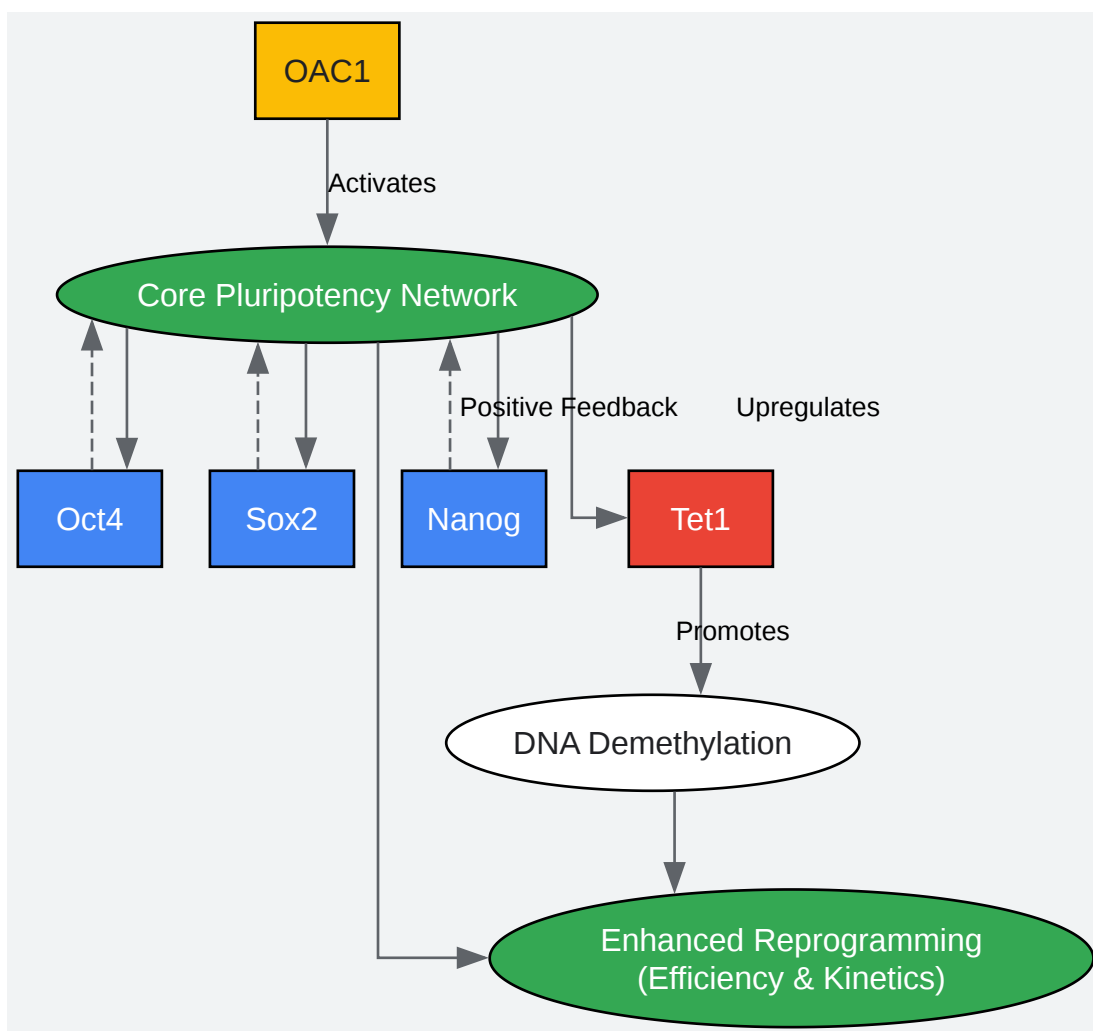 OAC1
Activates
Core Pluripotency Network
Positive Feedback
Upregulates
Oct4
Sox2
Nanog
Tet1
Promotes
DNA Demethylation
Enhanced Reprogramming
(Efficiency & Kinetics)